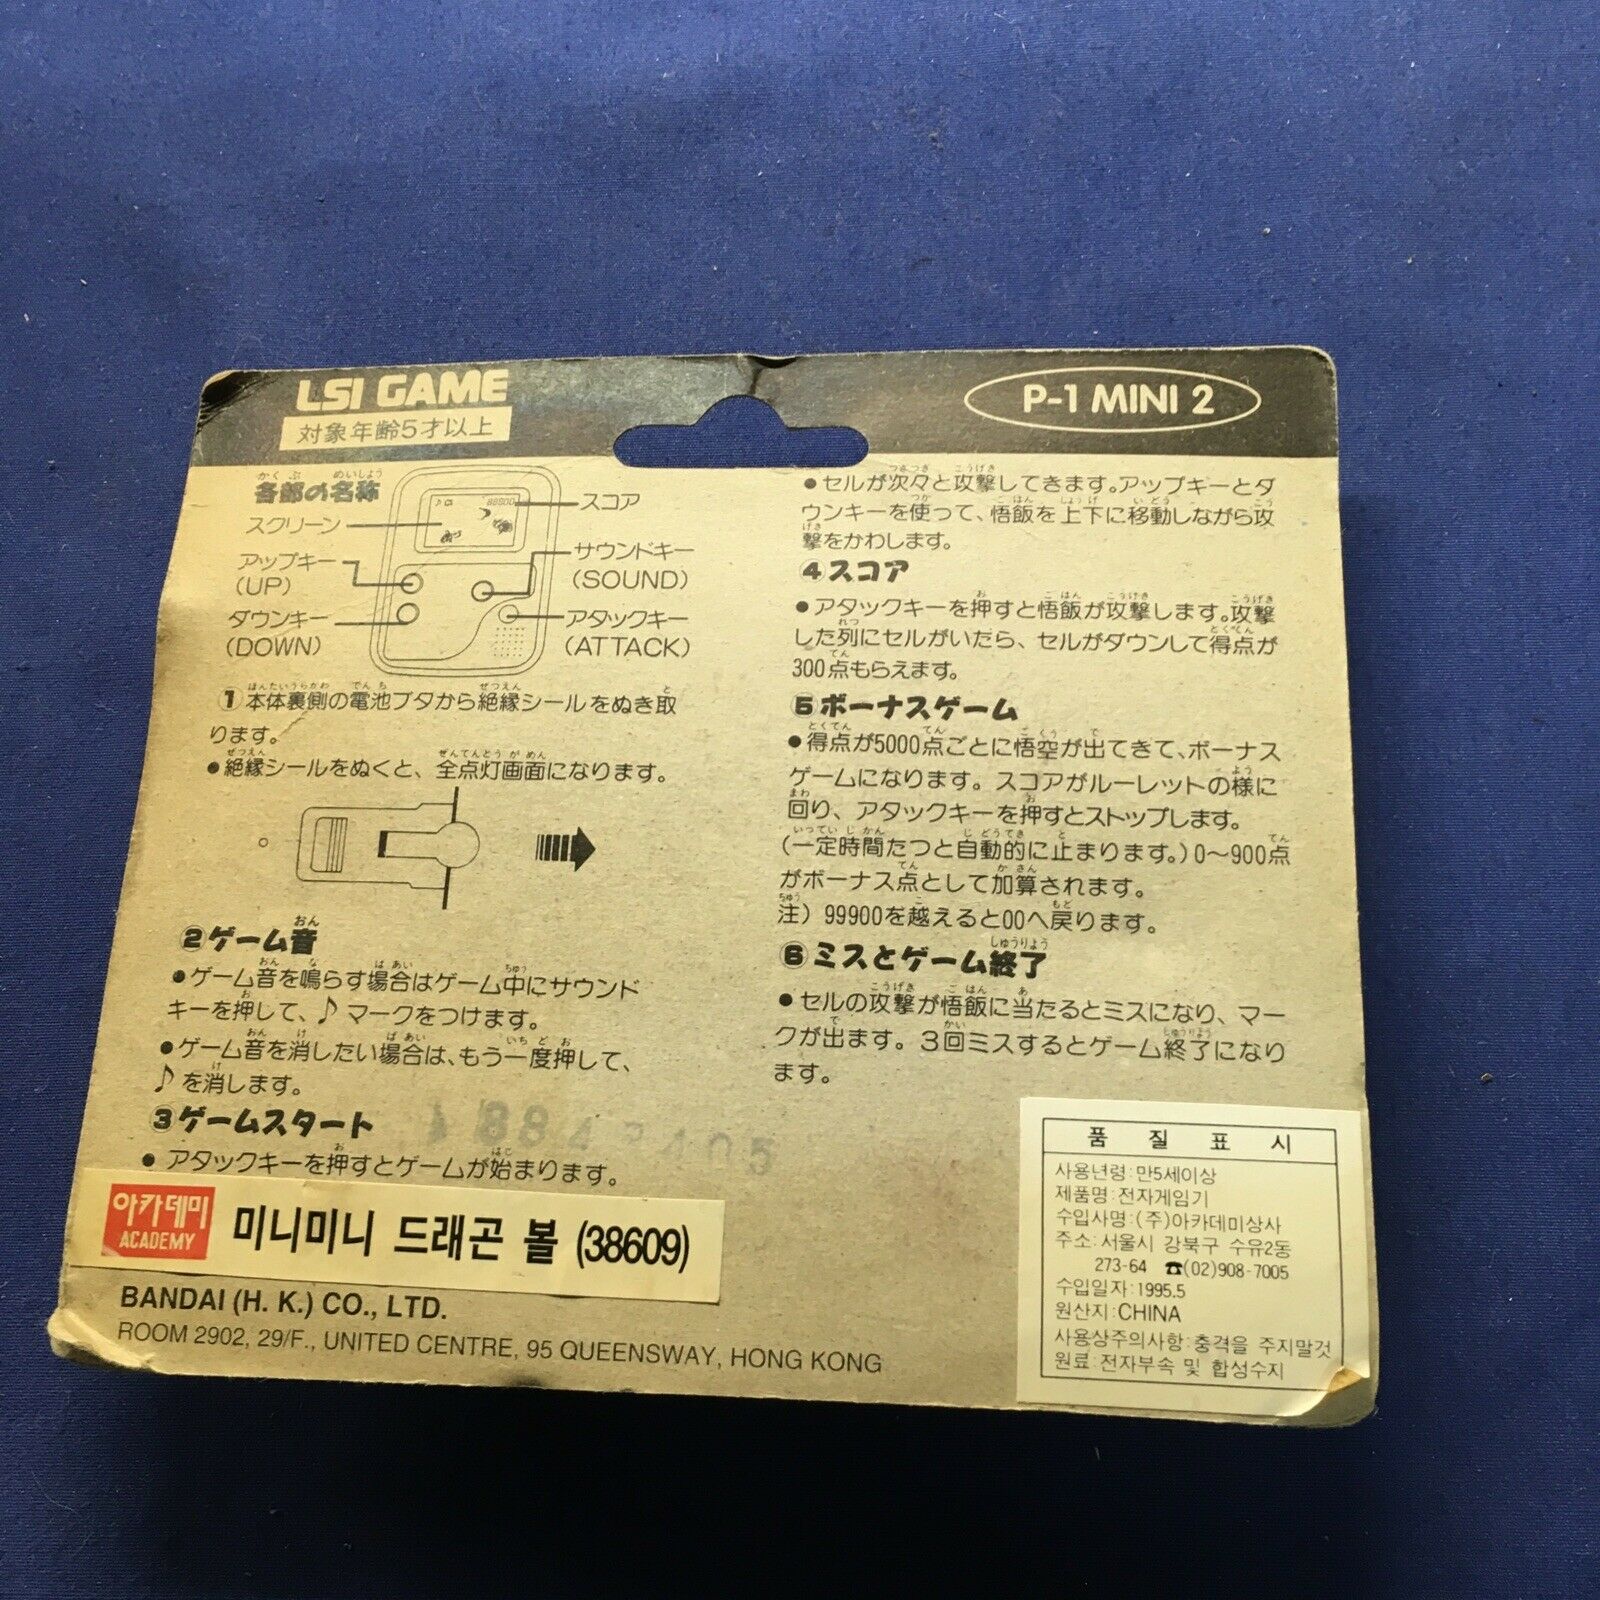 LSI GAME
対象年齢5才以上
P-1 MINI 2
各部の名称
スクリーン
アップキー
(UP)
ダウンキー
(DOWN)
スコア
サウンドキー
(SOUND)
アタックキー
(ATTACK)
①本体裏側の電池ブタから絶縁シールをぬき取
ります。
●絶縁シールをぬくと、全点灯画面になります。
②ゲーム音
●ゲーム音を鳴らす場合はゲーム中にサウンド
キーを押して、♪マークをつけます。
●ゲーム音を消したい場合は、もう一度押して、
♪を消します。
③ゲームスタート
●アタックキーを押すとゲームが始まります。
●セルが次々と攻撃してきます。アップキーとダ
ウンキーを使って、悟飯を上下に移動しながら攻
撃をかわします。
④スコア
●アタックキーを押すと悟飯が攻撃します。攻撃
した列にセルがいたら、セルがダウンして得点が
300点もらえます。
⑤ボーナスゲーム
●得点が5000点ごとに悟空が出てきて、ボーナス
ゲームになります。スコアがルーレットの様に
回り、アタックキーを押すとストップします。
(一定時間たつと自動的に止まります。)0〜900点
がボーナス点として加算されます。
注) 99900を越えると00へ戻ります。
⑥ミスとゲーム終了
●セルの攻撃が悟飯に当たるとミスになり、マー
クが出ます。3回ミスするとゲーム終了になり
ます。
아카데미
ACADEMY
미니미니 드래곤 볼 (38609)
BANDAI (H. K.) CO., LTD.
ROOM 2902, 29/F., UNITED CENTRE, 95 QUEENSWAY, HONG KONG
품 질 표 시
사용년령:만5세이상
제품명:전자게임기
수입사명:(주)아카데미상사
주소:서울시 강북구 수유2동
273-64 ☎(02)908-7005
수입일자:1995.5
원산지:CHINA
사용상주의사항:충격을 주지말것
원료:전자부속 및 합성수지